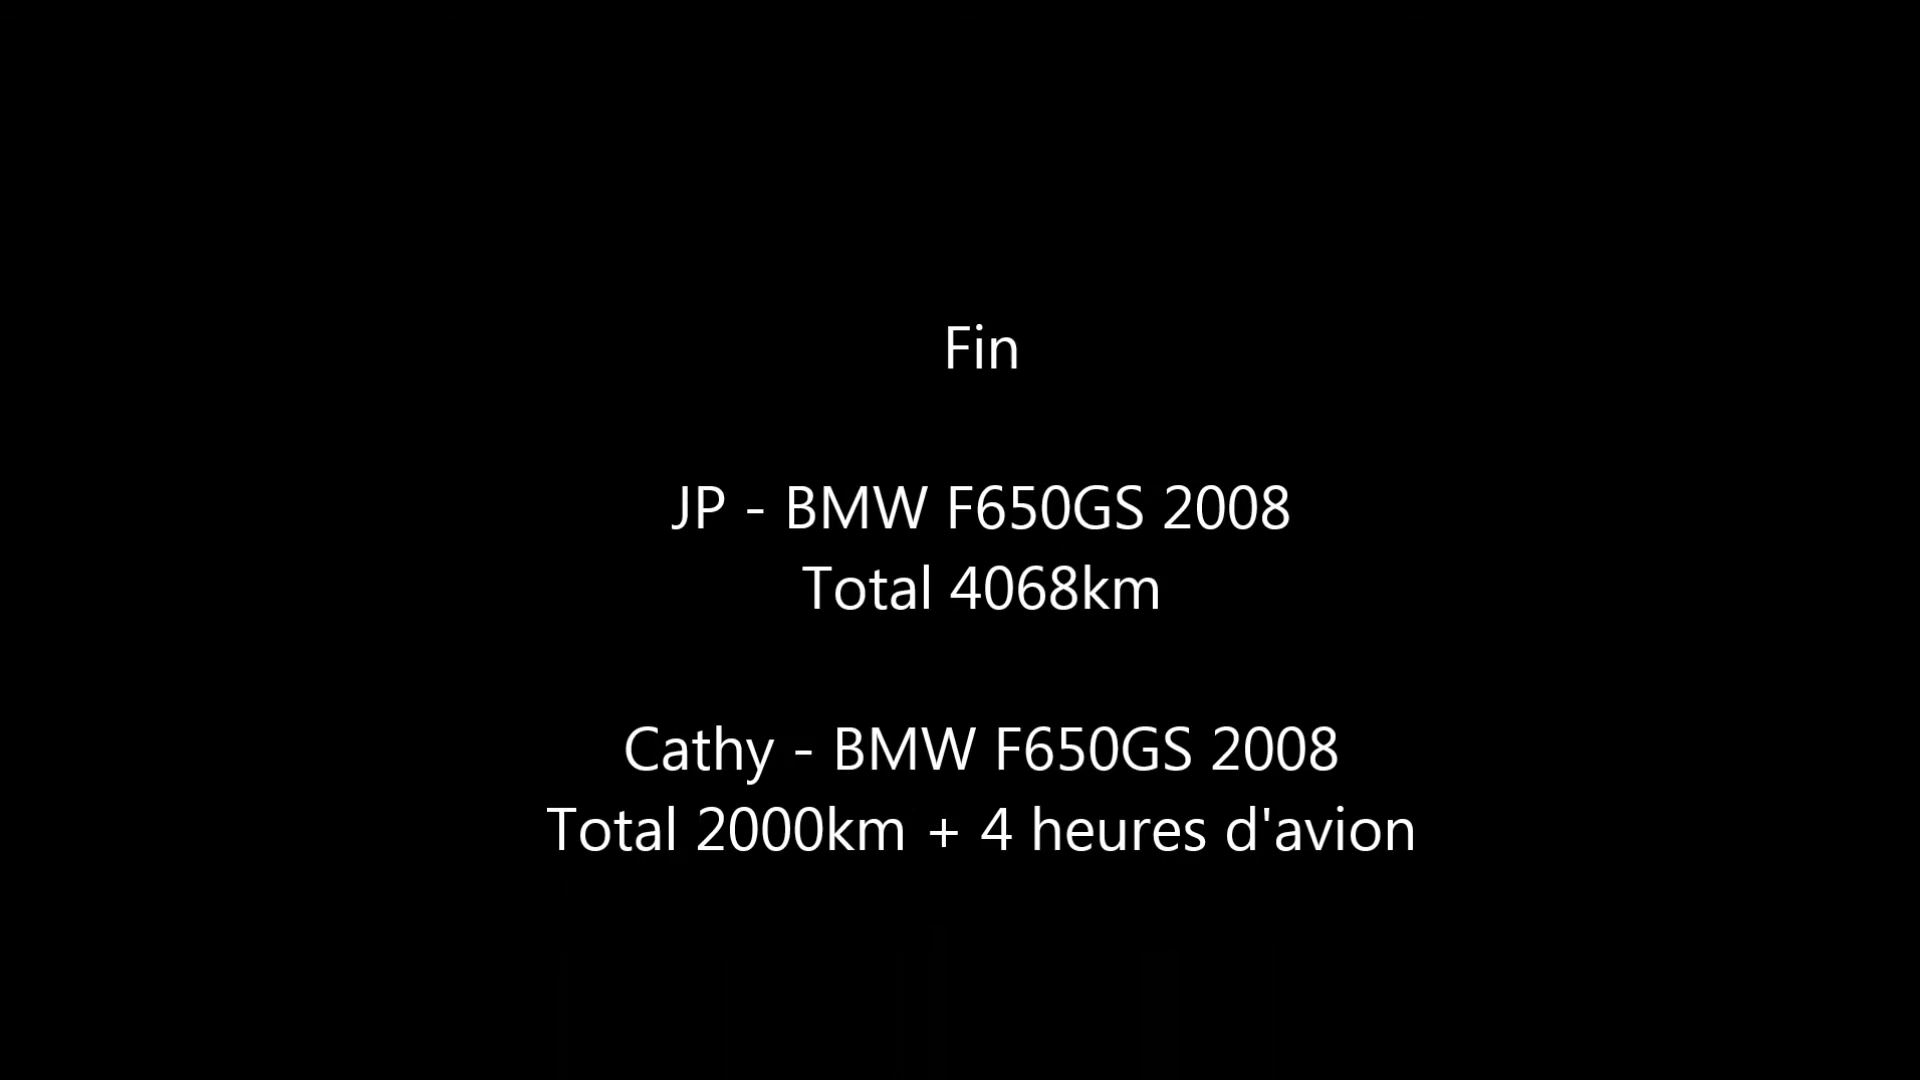 Fin
JP - BMW F650GS 2008
Total 4068km
Cathy - BMW F650GS 2008
Total 2000km + 4 heures d'avion